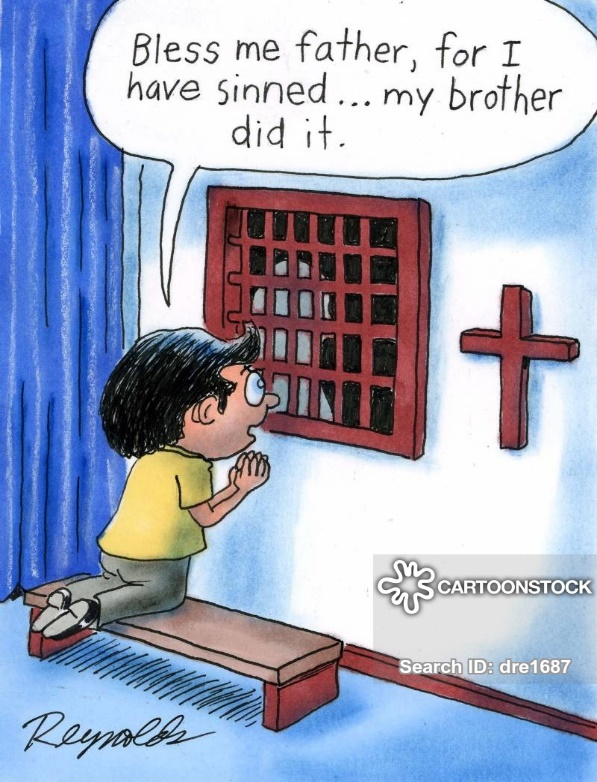 Bless me father, for I
have sinned... my brother
did it.
CARTOONSTOCK
Search ID: dre1687
Reynolds